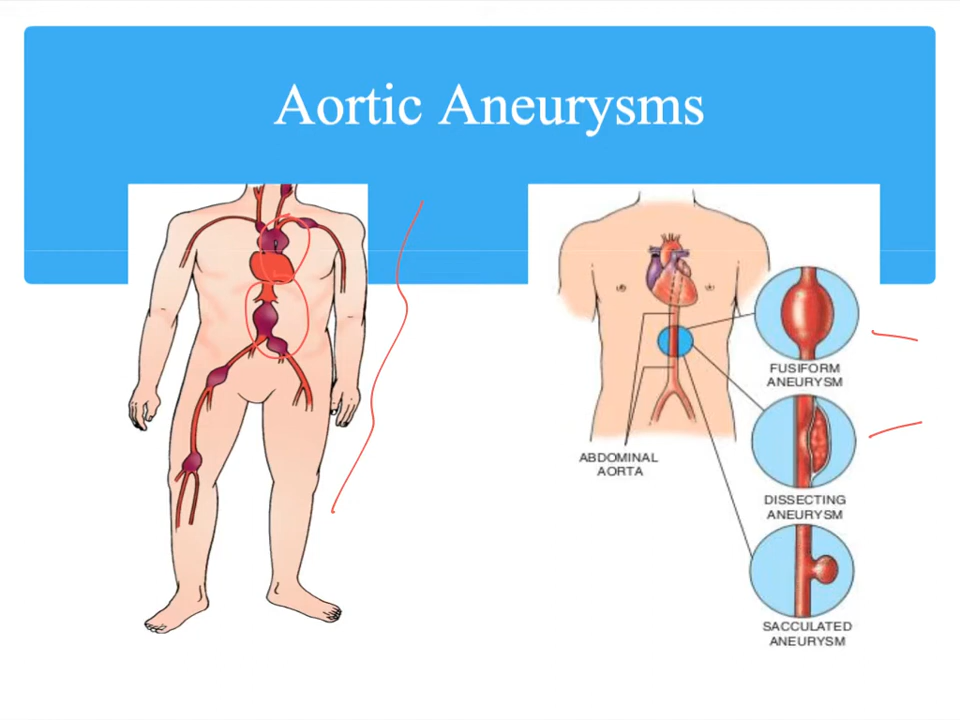 Aortic Aneurysms
FUSIFORM
ANEURYSM
ABDOMINAL
AORTA
DISSECTING
ANEURYSM
SACCULATED
ANEURYSM